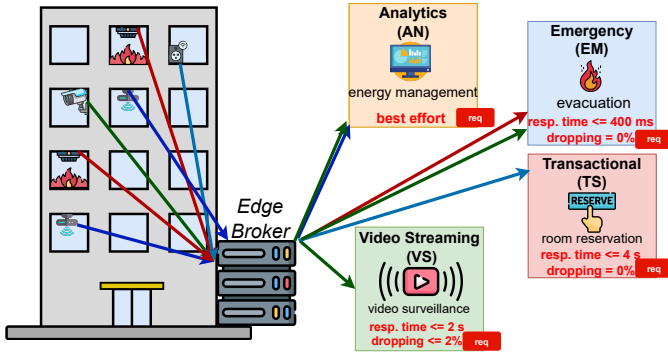 Analytics
(AN)
energy management
best effort
req
Emergency
(EM)
evacuation
resp. time <= 400 ms
dropping = 0%
req
Edge
Broker
Transactional
(TS)
RESERVE
room reservation
resp. time <= 4 s
dropping = 0%
req
Video Streaming
(VS)
video surveillance
resp. time <= 2 s
dropping <= 2%
req